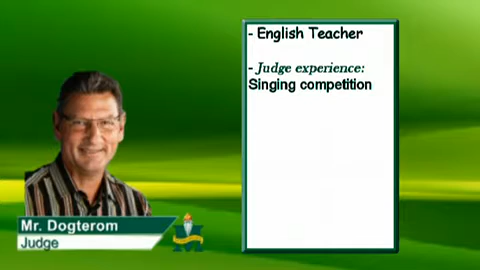 - English Teacher
- Judge experience:
Singing competition
Mr. Dogterom
Judge
M